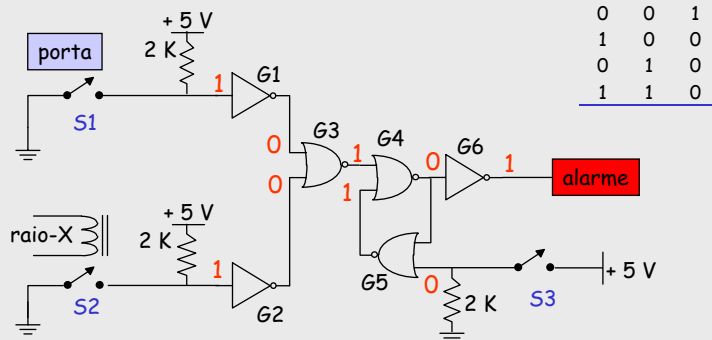 + 5 V
0 0 1
porta
2 K
1 0 0
1
G1
0 1 0
S1
1 1 0
G3
G4
0
1
0
G6
1
0
1
alarme
+ 5 V
raio-X
2 K
1
G5
0
+ 5 V
S2
G2
2 K
S3